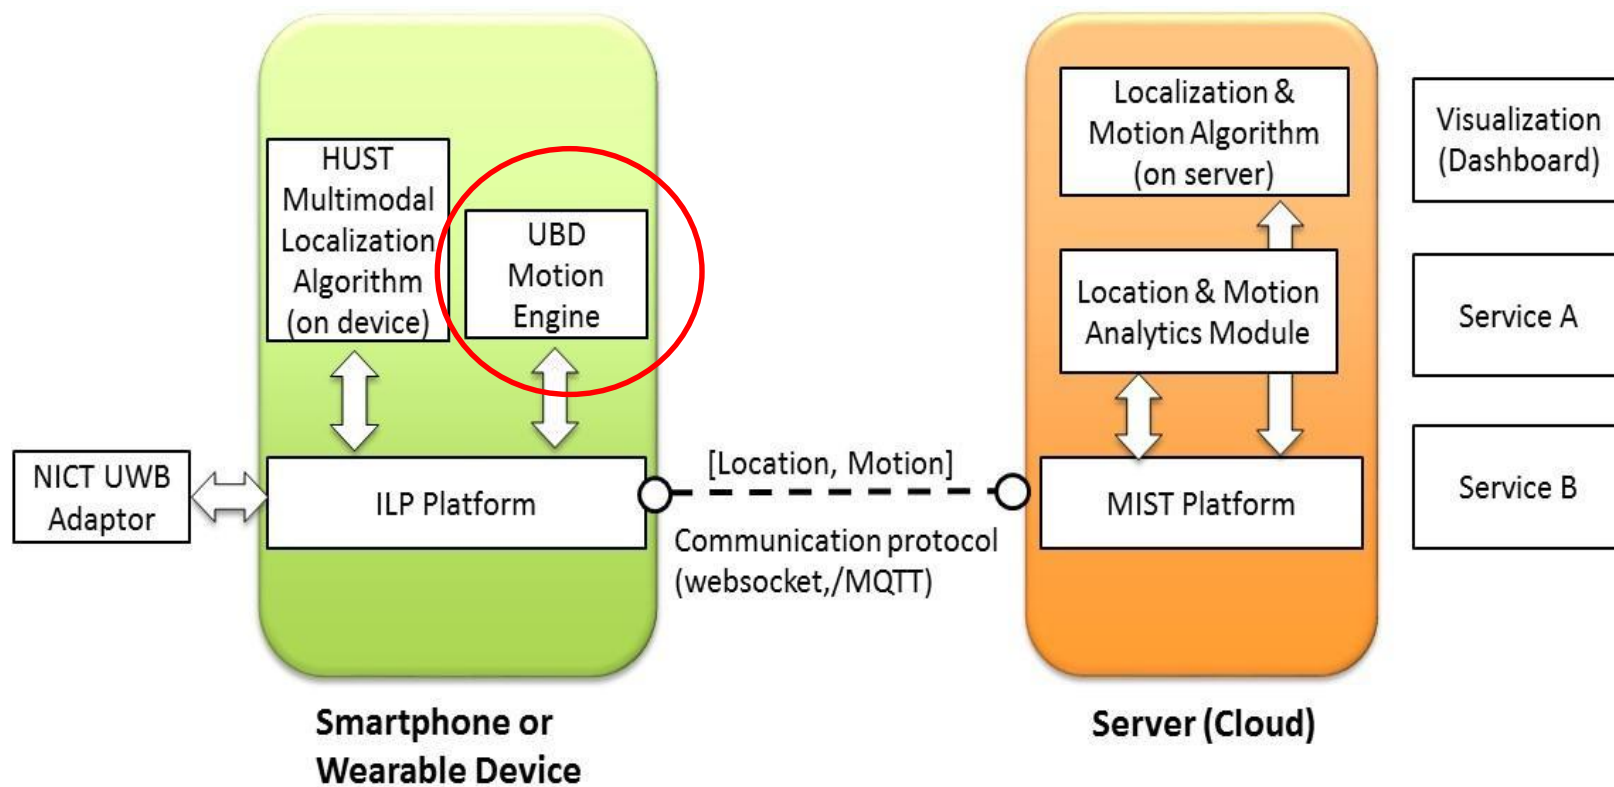 HUST
Multimodal
Localization
Algorithm
(on device)
UBD
Motion
Engine
NICT UWB
Adaptor
ILP Platform
[Location, Motion]
Communication protocol
(websocket,/MQTT)
Smartphone or
Wearable Device
Localization &
Motion Algorithm
(on server)
Location & Motion
Analytics Module
MIST Platform
Server (Cloud)
Visualization
(Dashboard)
Service A
Service B